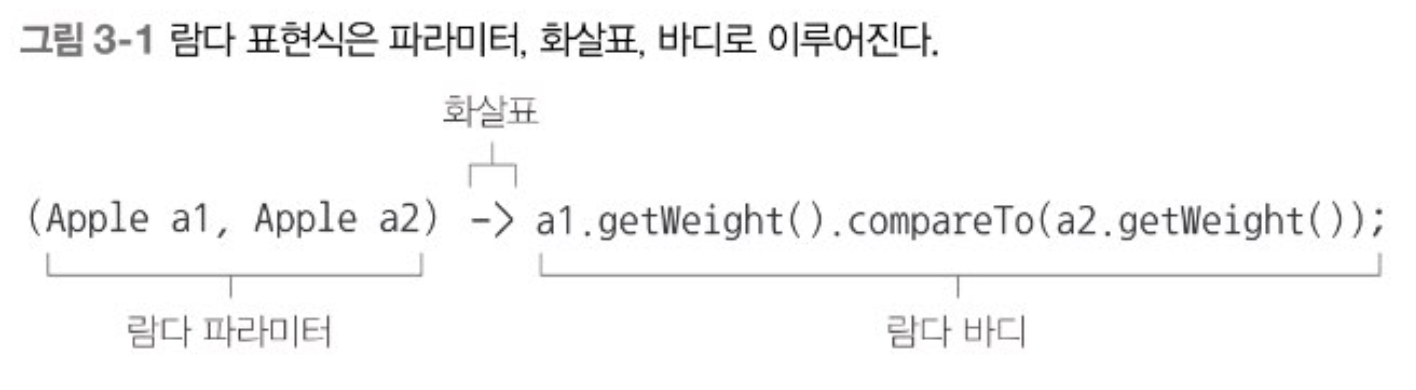 그림 3-1 람다 표현식은 파라미터, 화살표, 바디로 이루어진다.
화살표
(Apple a1, Apple a2) -> a1.getWeight().compareTo(a2.getWeight());
람다 파라미터 람다 바디